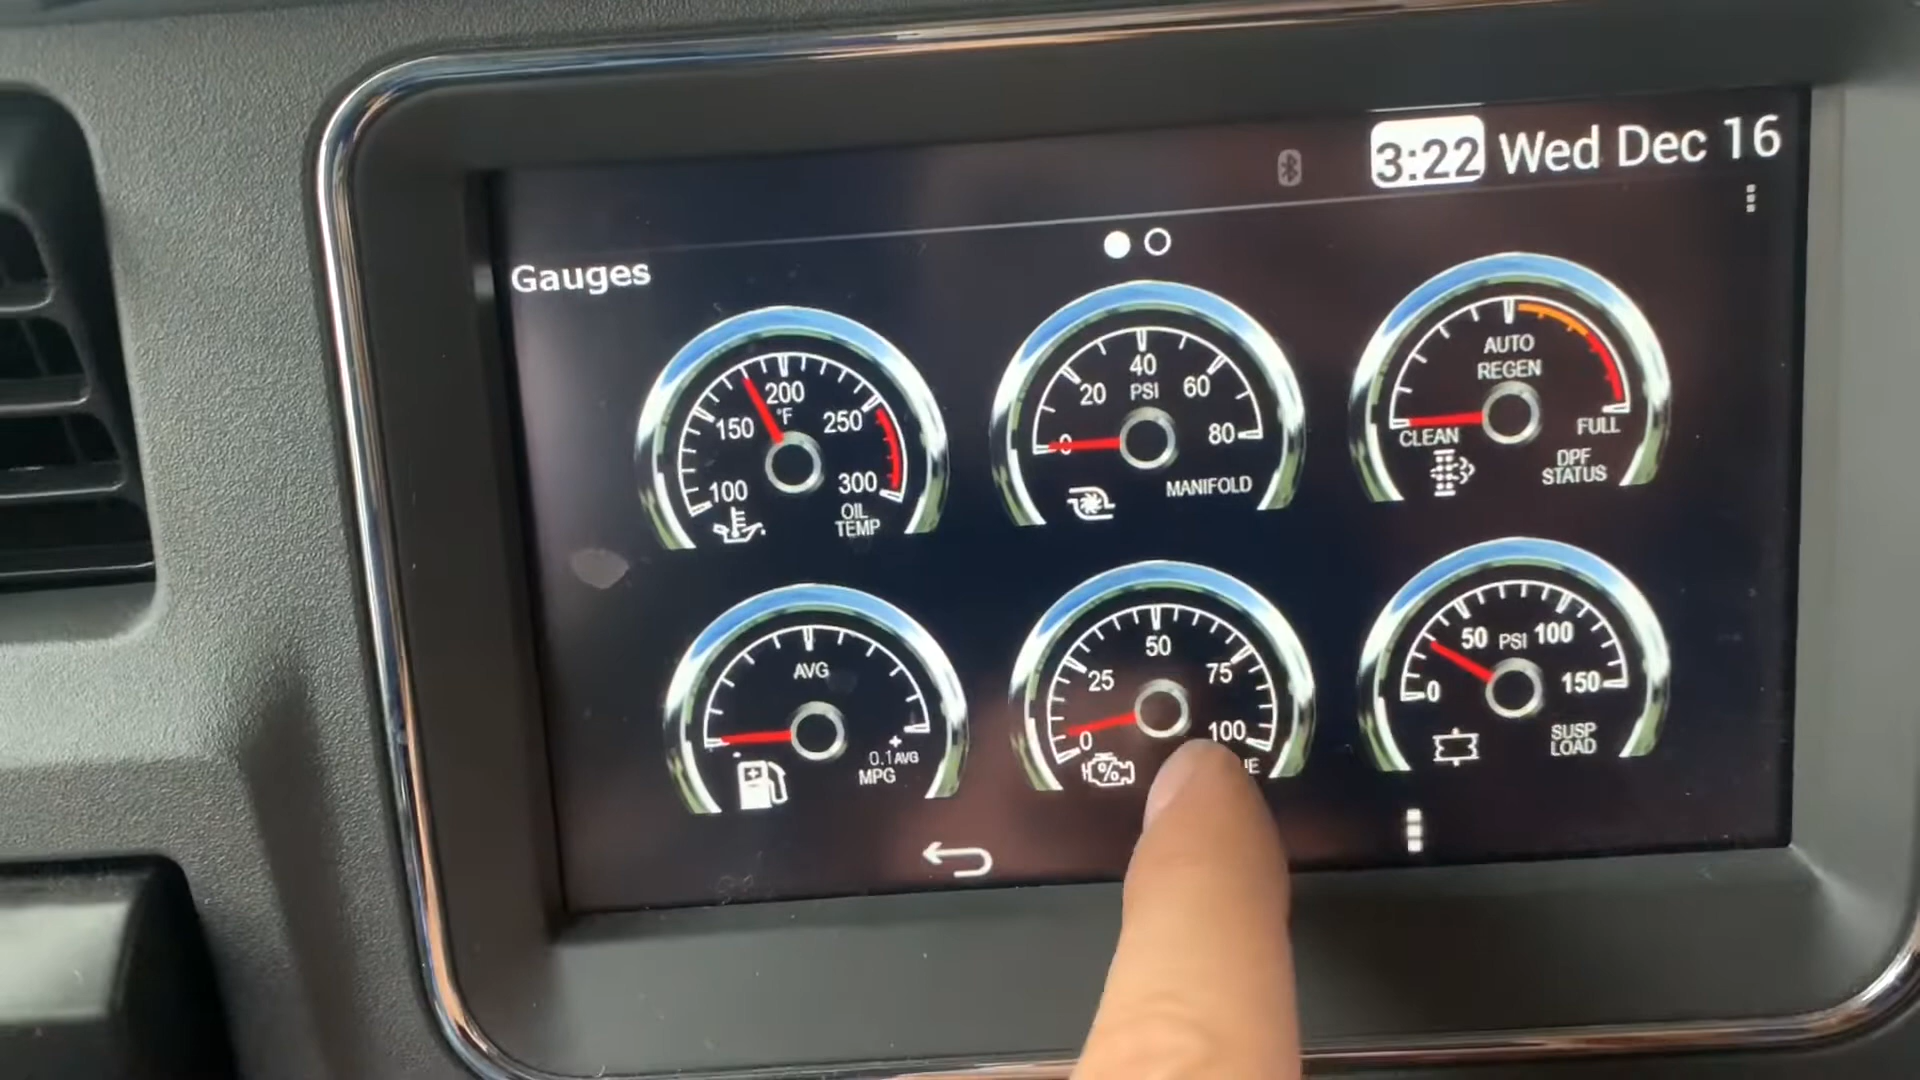 3:22 Wed Dec 16
Gauges
100 150 200 250 300
°F
OIL
TEMP
0 20 40 60 80
PSI
MANIFOLD
AUTO
REGEN
CLEAN FULL
DPF
STATUS
AVG
- +
0.1 AVG
MPG
0 25 50 75 100
%
0 50 PSI 100 150
SUSP
LOAD